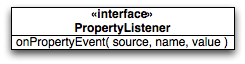 «interface»
PropertyListener
onPropertyEvent( source, name, value )